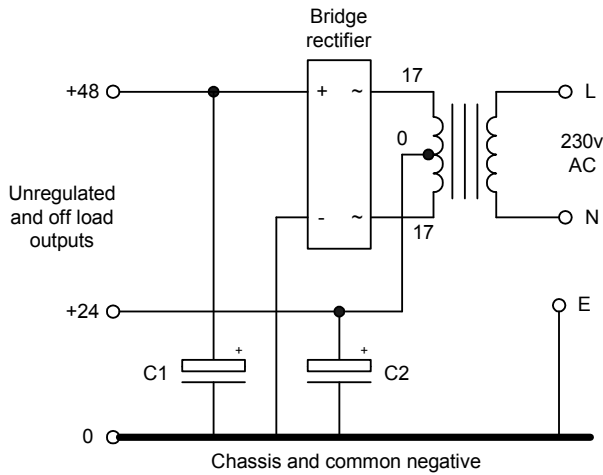 Bridge
rectifier
+48
+ ~
17
L
0
230v
AC
Unregulated
and off load
outputs
- ~
17
N
+24
E
+
+
C1
C2
0
Chassis and common negative